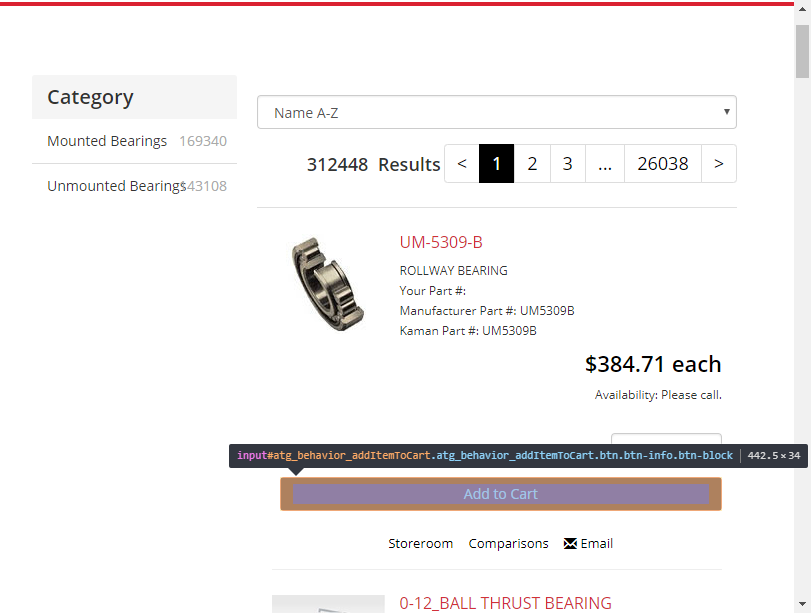 Category
Mounted Bearings 169340
Unmounted Bearings 143108
Name A-Z
312448 Results < 1 2 3 ... 26038 >
UM-5309-B
ROLLWAY BEARING
Your Part #:
Manufacturer Part #: UM5309B
Kaman Part #: UM5309B
$384.71 each
Availability: Please call.
input#atg_behavior_addItemToCart.atg_behavior_addItemToCart.btn.btn-info.btn-block | 442.5 × 34
Add to Cart
Storeroom Comparisons Email
0-12_BALL THRUST BEARING